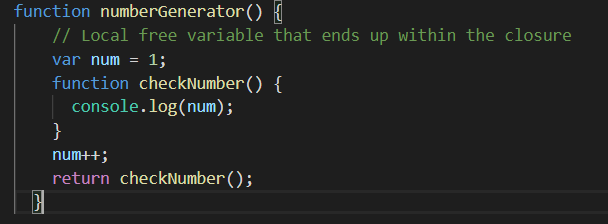 function numberGenerator() {
// Local free variable that ends up within the closure
var num = 1;
function checkNumber() {
console.log(num);
}
num++;
return checkNumber();
}